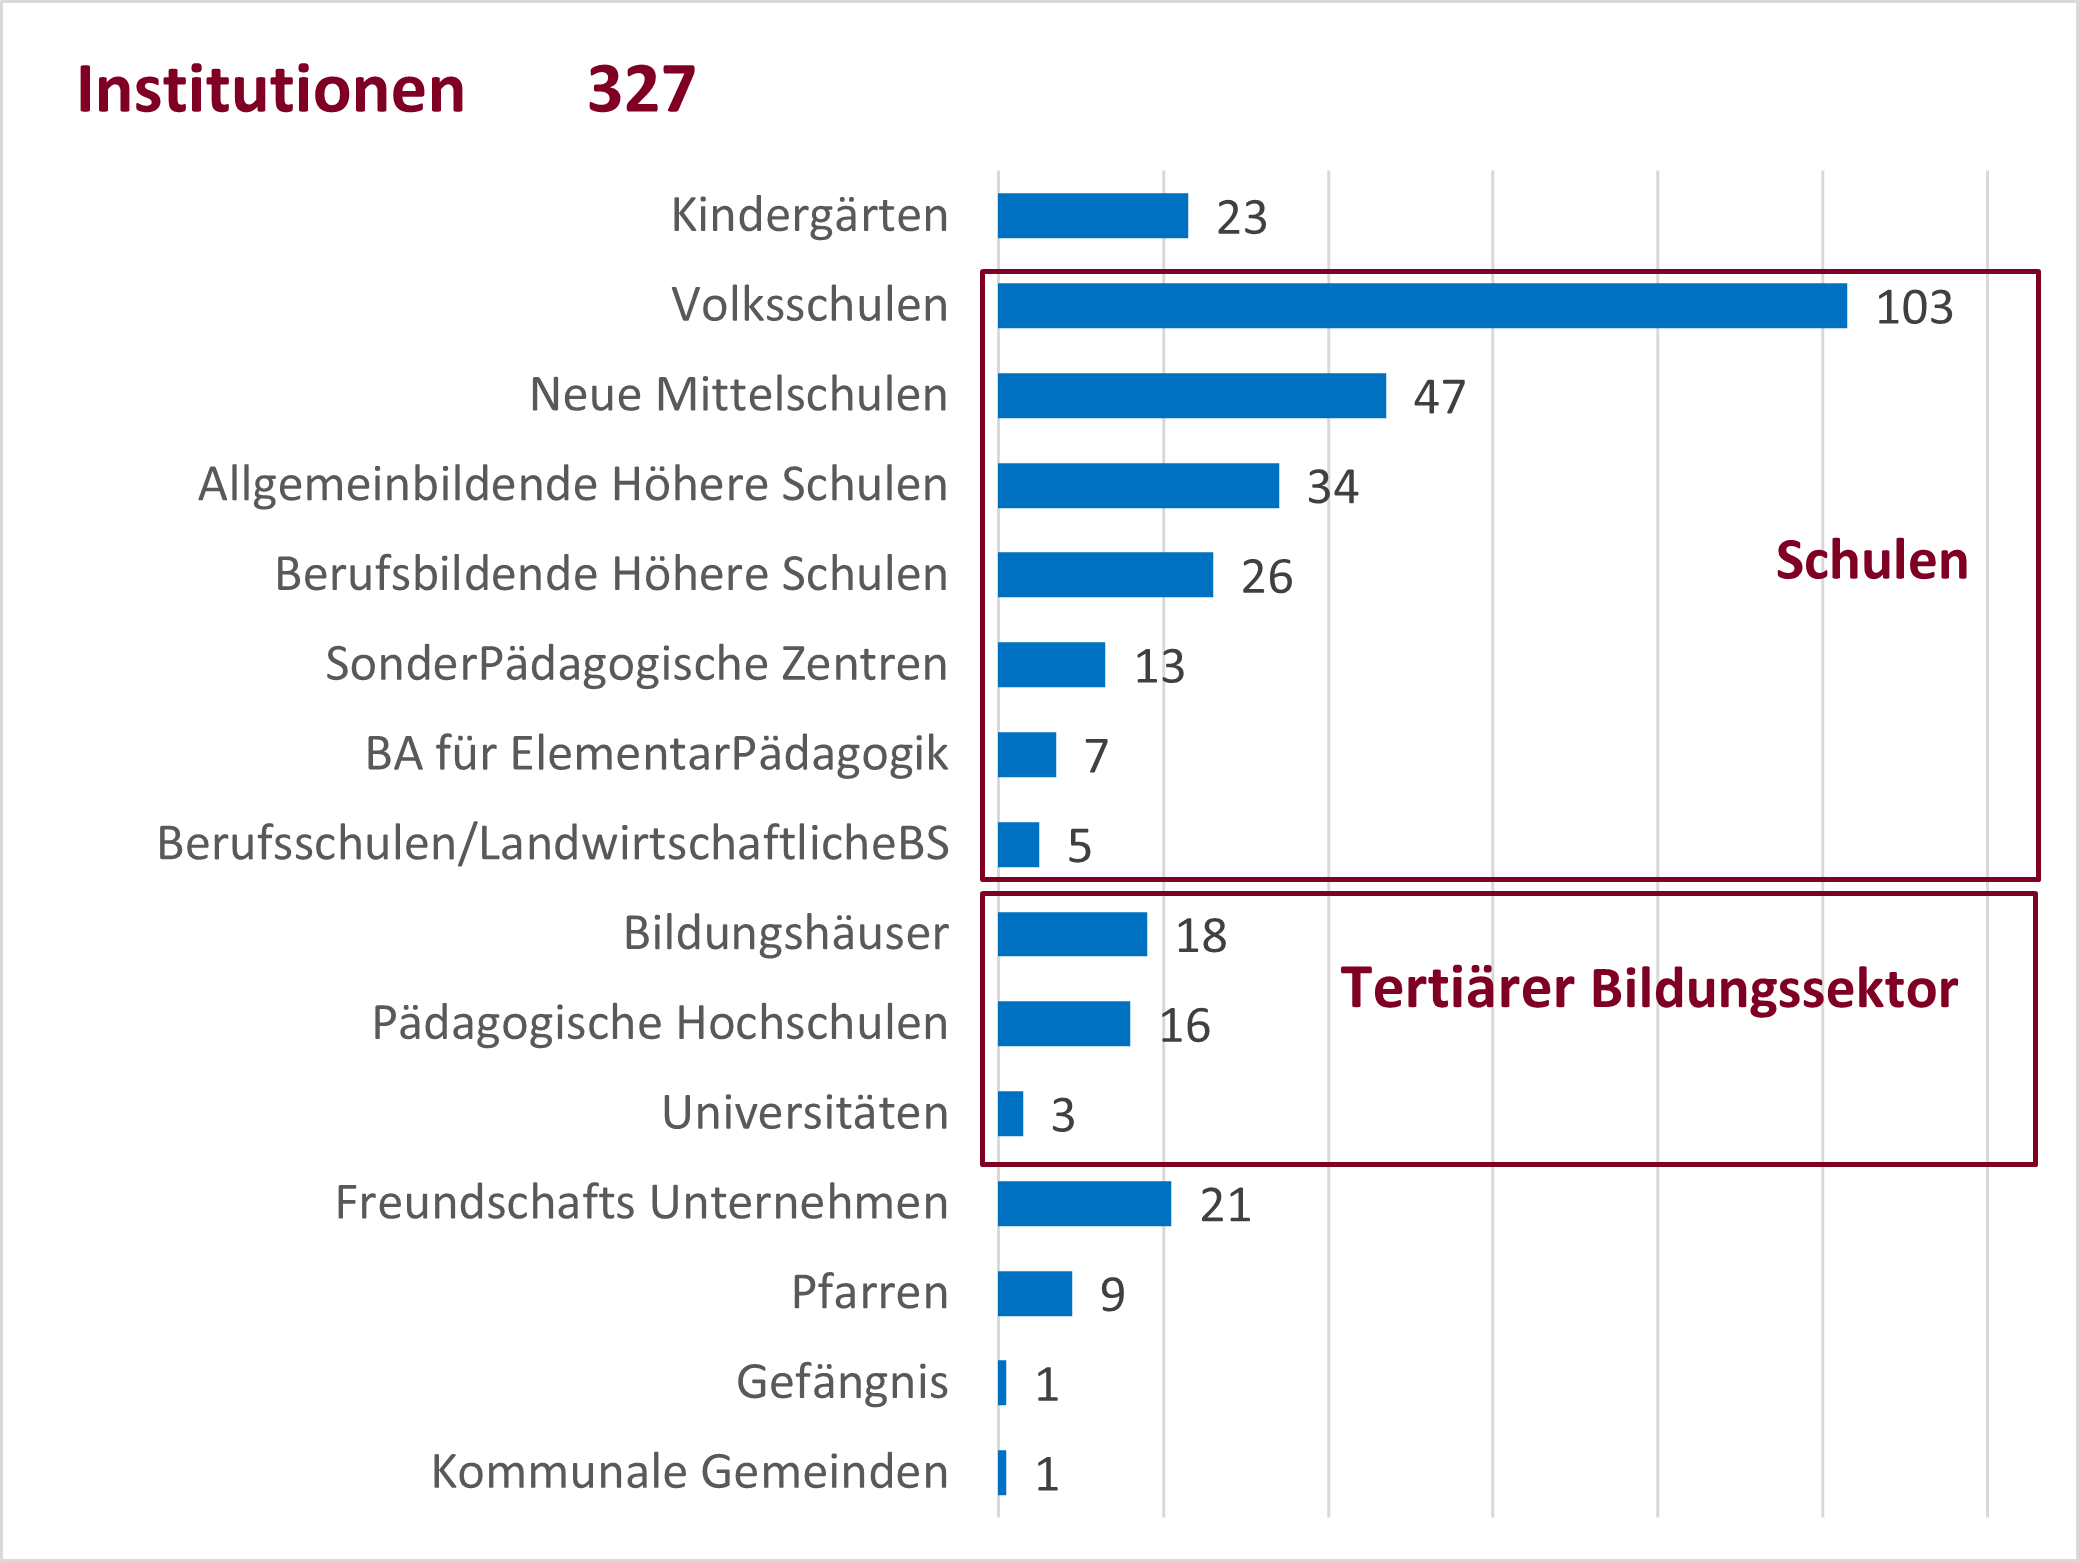 Institutionen 327
Kindergärten 23
Volksschulen 103
Neue Mittelschulen 47
Allgemeinbildende Höhere Schulen 34
Schulen
Berufsbildende Höhere Schulen 26
SonderPädagogische Zentren 13
BA für ElementarPädagogik 7
Berufsschulen/LandwirtschaftlicheBS 5
Bildungshäuser 18
Tertiärer Bildungssektor
Pädagogische Hochschulen 16
Universitäten 3
Freundschafts Unternehmen 21
Pfarren 9
Gefängnis 1
Kommunale Gemeinden 1